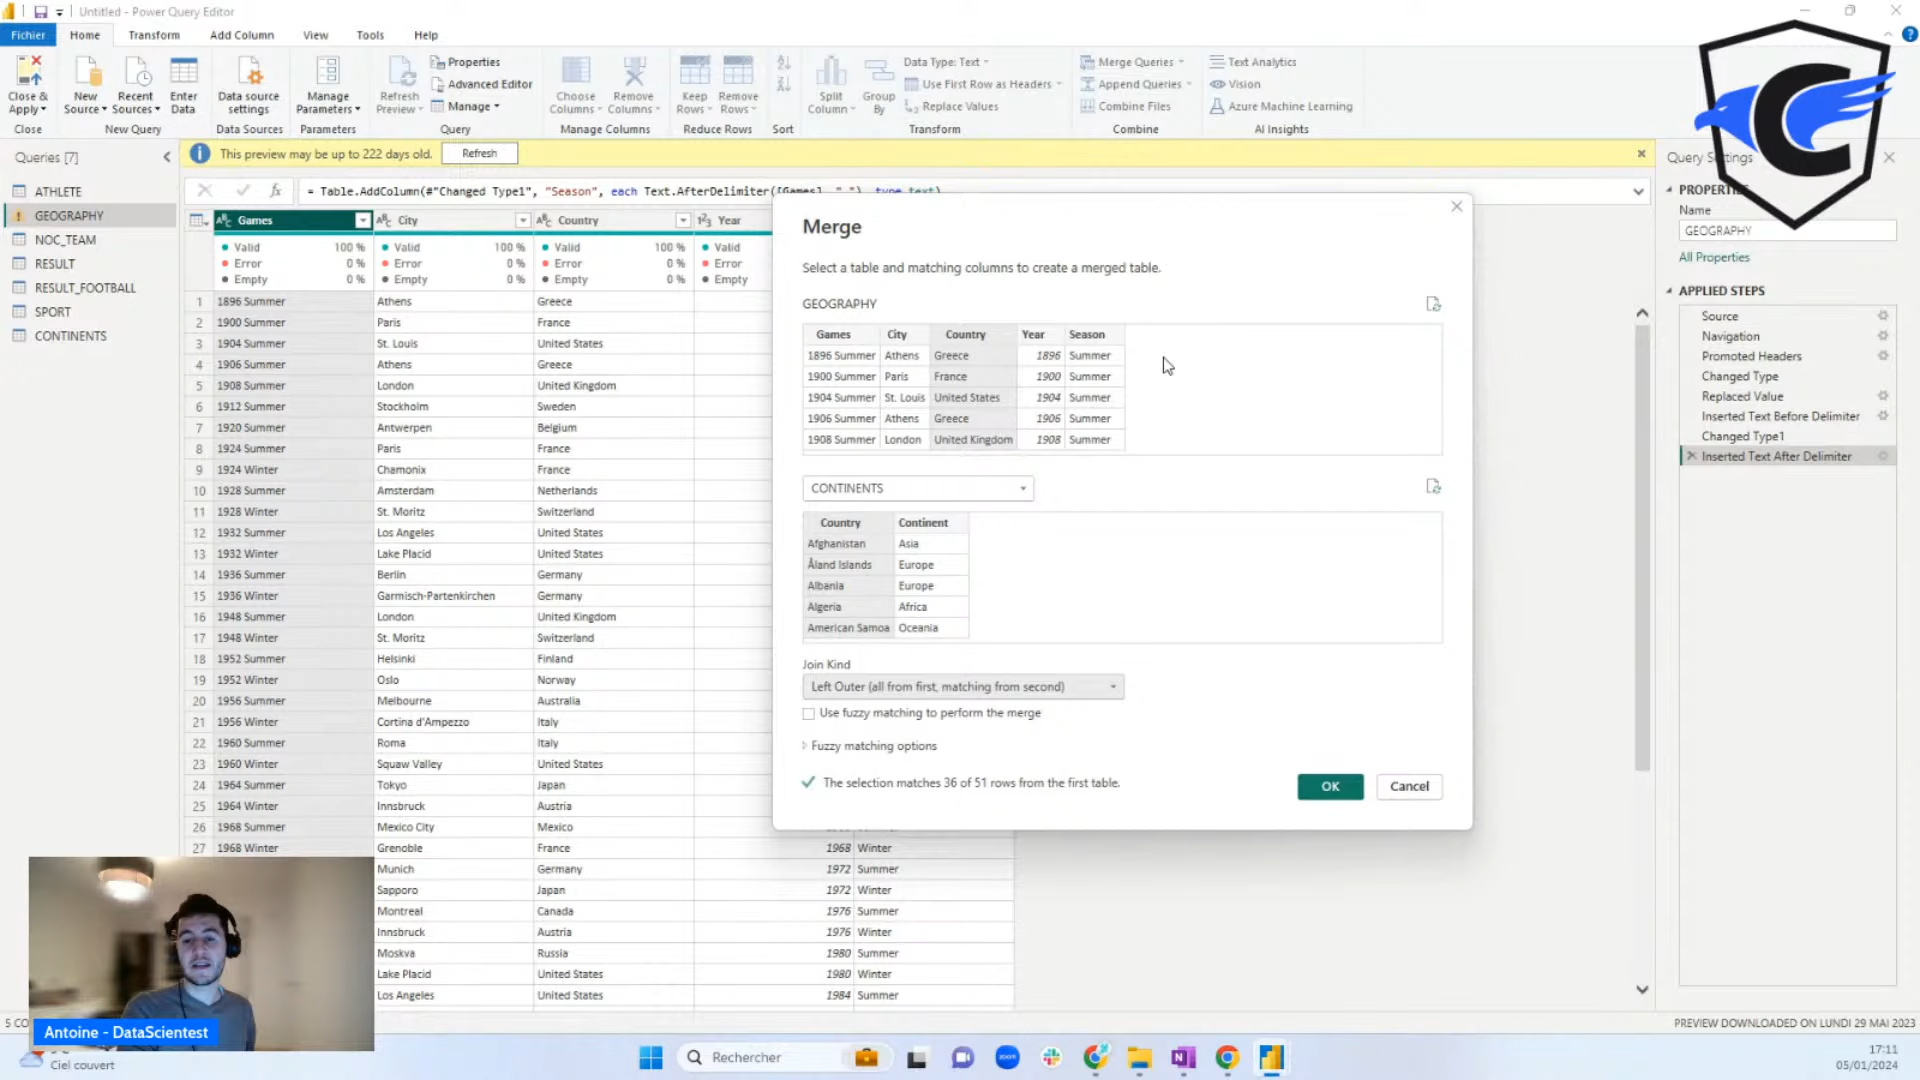 Untitled - Power Query Editor
Fichier Home Transform Add Column View Tools Help
Close & Apply
New Source
Recent Sources
Enter Data
Data source settings
Manage Parameters
Refresh Preview
Properties
Advanced Editor
Manage
Choose Columns
Remove Columns
Keep Rows
Remove Rows
Split Column
Group By
Data Type: Text
Use First Row as Headers
Replace Values
Merge Queries
Append Queries
Combine Files
Text Analytics
Vision
Azure Machine Learning
Close New Query Data Sources Parameters Query Manage Columns Reduce Rows Sort Transform Combine AI Insights
Queries [7]
This preview may be up to 222 days old. Refresh
ATHLETE
GEOGRAPHY
NOC_TEAM
RESULT
RESULT_FOOTBALL
SPORT
CONTINENTS
= Table.AddColumn(#"Changed Type1", "Season", each Text.AfterDelimiter([Games], " "), type text)
Games City Country Year
Valid 100 % Valid 100 % Valid 100 % Valid
Error 0 % Error 0 % Error 0 % Error
Empty 0 % Empty 0 % Empty 0 % Empty
1 1896 Summer Athens Greece
2 1900 Summer Paris France
3 1904 Summer St. Louis United States
4 1906 Summer Athens Greece
5 1908 Summer London United Kingdom
6 1912 Summer Stockholm Sweden
7 1920 Summer Antwerpen Belgium
8 1924 Summer Paris France
9 1924 Winter Chamonix France
10 1928 Summer Amsterdam Netherlands
11 1928 Winter St. Moritz Switzerland
12 1932 Summer Los Angeles United States
13 1932 Winter Lake Placid United States
14 1936 Summer Berlin Germany
15 1936 Winter Garmisch-Partenkirchen Germany
16 1948 Summer London United Kingdom
17 1948 Winter St. Moritz Switzerland
18 1952 Summer Helsinki Finland
19 1952 Winter Oslo Norway
20 1956 Summer Melbourne Australia
21 1956 Winter Cortina d'Ampezzo Italy
22 1960 Summer Roma Italy
23 1960 Winter Squaw Valley United States
24 1964 Summer Tokyo Japan
25 1964 Winter Innsbruck Austria
26 1968 Summer Mexico City Mexico
27 1968 Winter Grenoble France 1968 Winter
Munich Germany 1972 Summer
Sapporo Japan 1972 Winter
Montreal Canada 1976 Summer
Innsbruck Austria 1976 Winter
Moskva Russia 1980 Summer
Lake Placid United States 1980 Winter
Los Angeles United States 1984 Summer
Merge
Select a table and matching columns to create a merged table.
GEOGRAPHY
Games City Country Year Season
1896 Summer Athens Greece 1896 Summer
1900 Summer Paris France 1900 Summer
1904 Summer St. Louis United States 1904 Summer
1906 Summer Athens Greece 1906 Summer
1908 Summer London United Kingdom 1908 Summer
CONTINENTS
Country Continent
Afghanistan Asia
Åland Islands Europe
Albania Europe
Algeria Africa
American Samoa Oceania
Join Kind
Left Outer (all from first, matching from second)
Use fuzzy matching to perform the merge
Fuzzy matching options
The selection matches 36 of 51 rows from the first table.
OK Cancel
Query Settings
PROPERTIES
Name
GEOGRAPHY
All Properties
APPLIED STEPS
Source
Navigation
Promoted Headers
Changed Type
Replaced Value
Inserted Text Before Delimiter
Changed Type1
Inserted Text After Delimiter
C
Antoine - DataScientest
5 CO
PREVIEW DOWNLOADED ON LUNDI 29 MAI 2023
Ciel couvert
Rechercher
zoom
17:11
05/01/2024